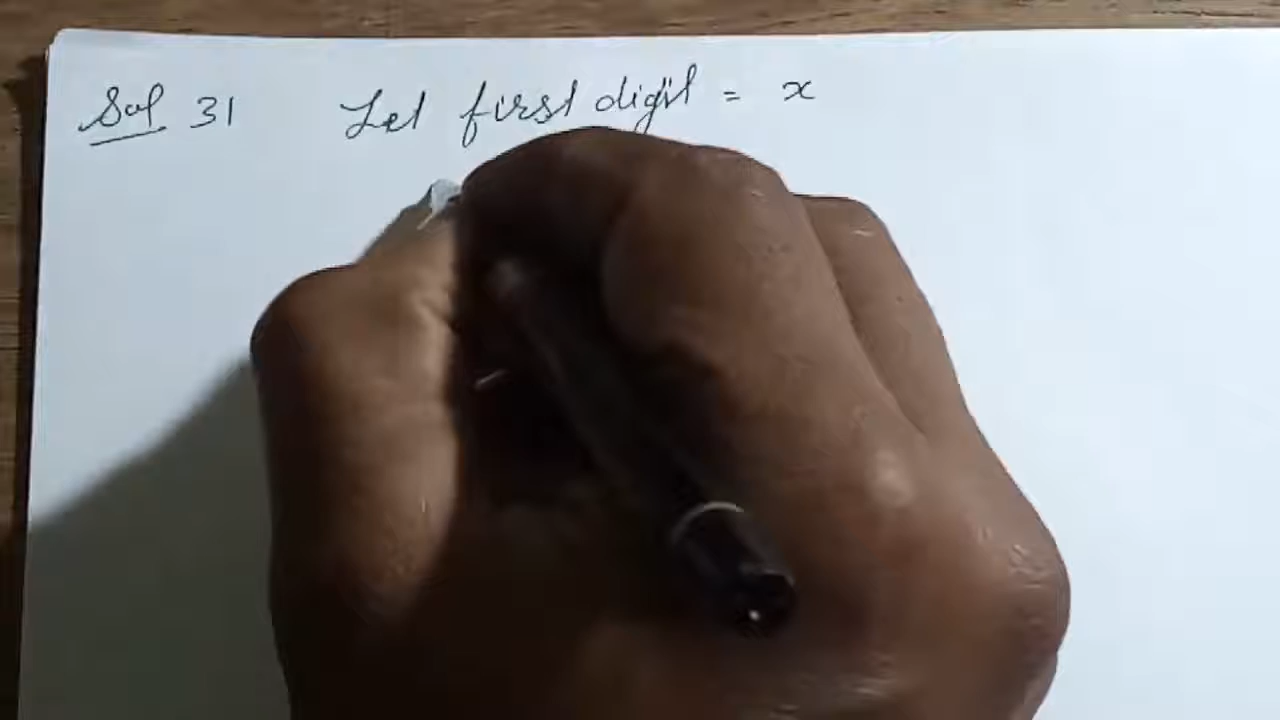 Sol 31 Let first digit = x